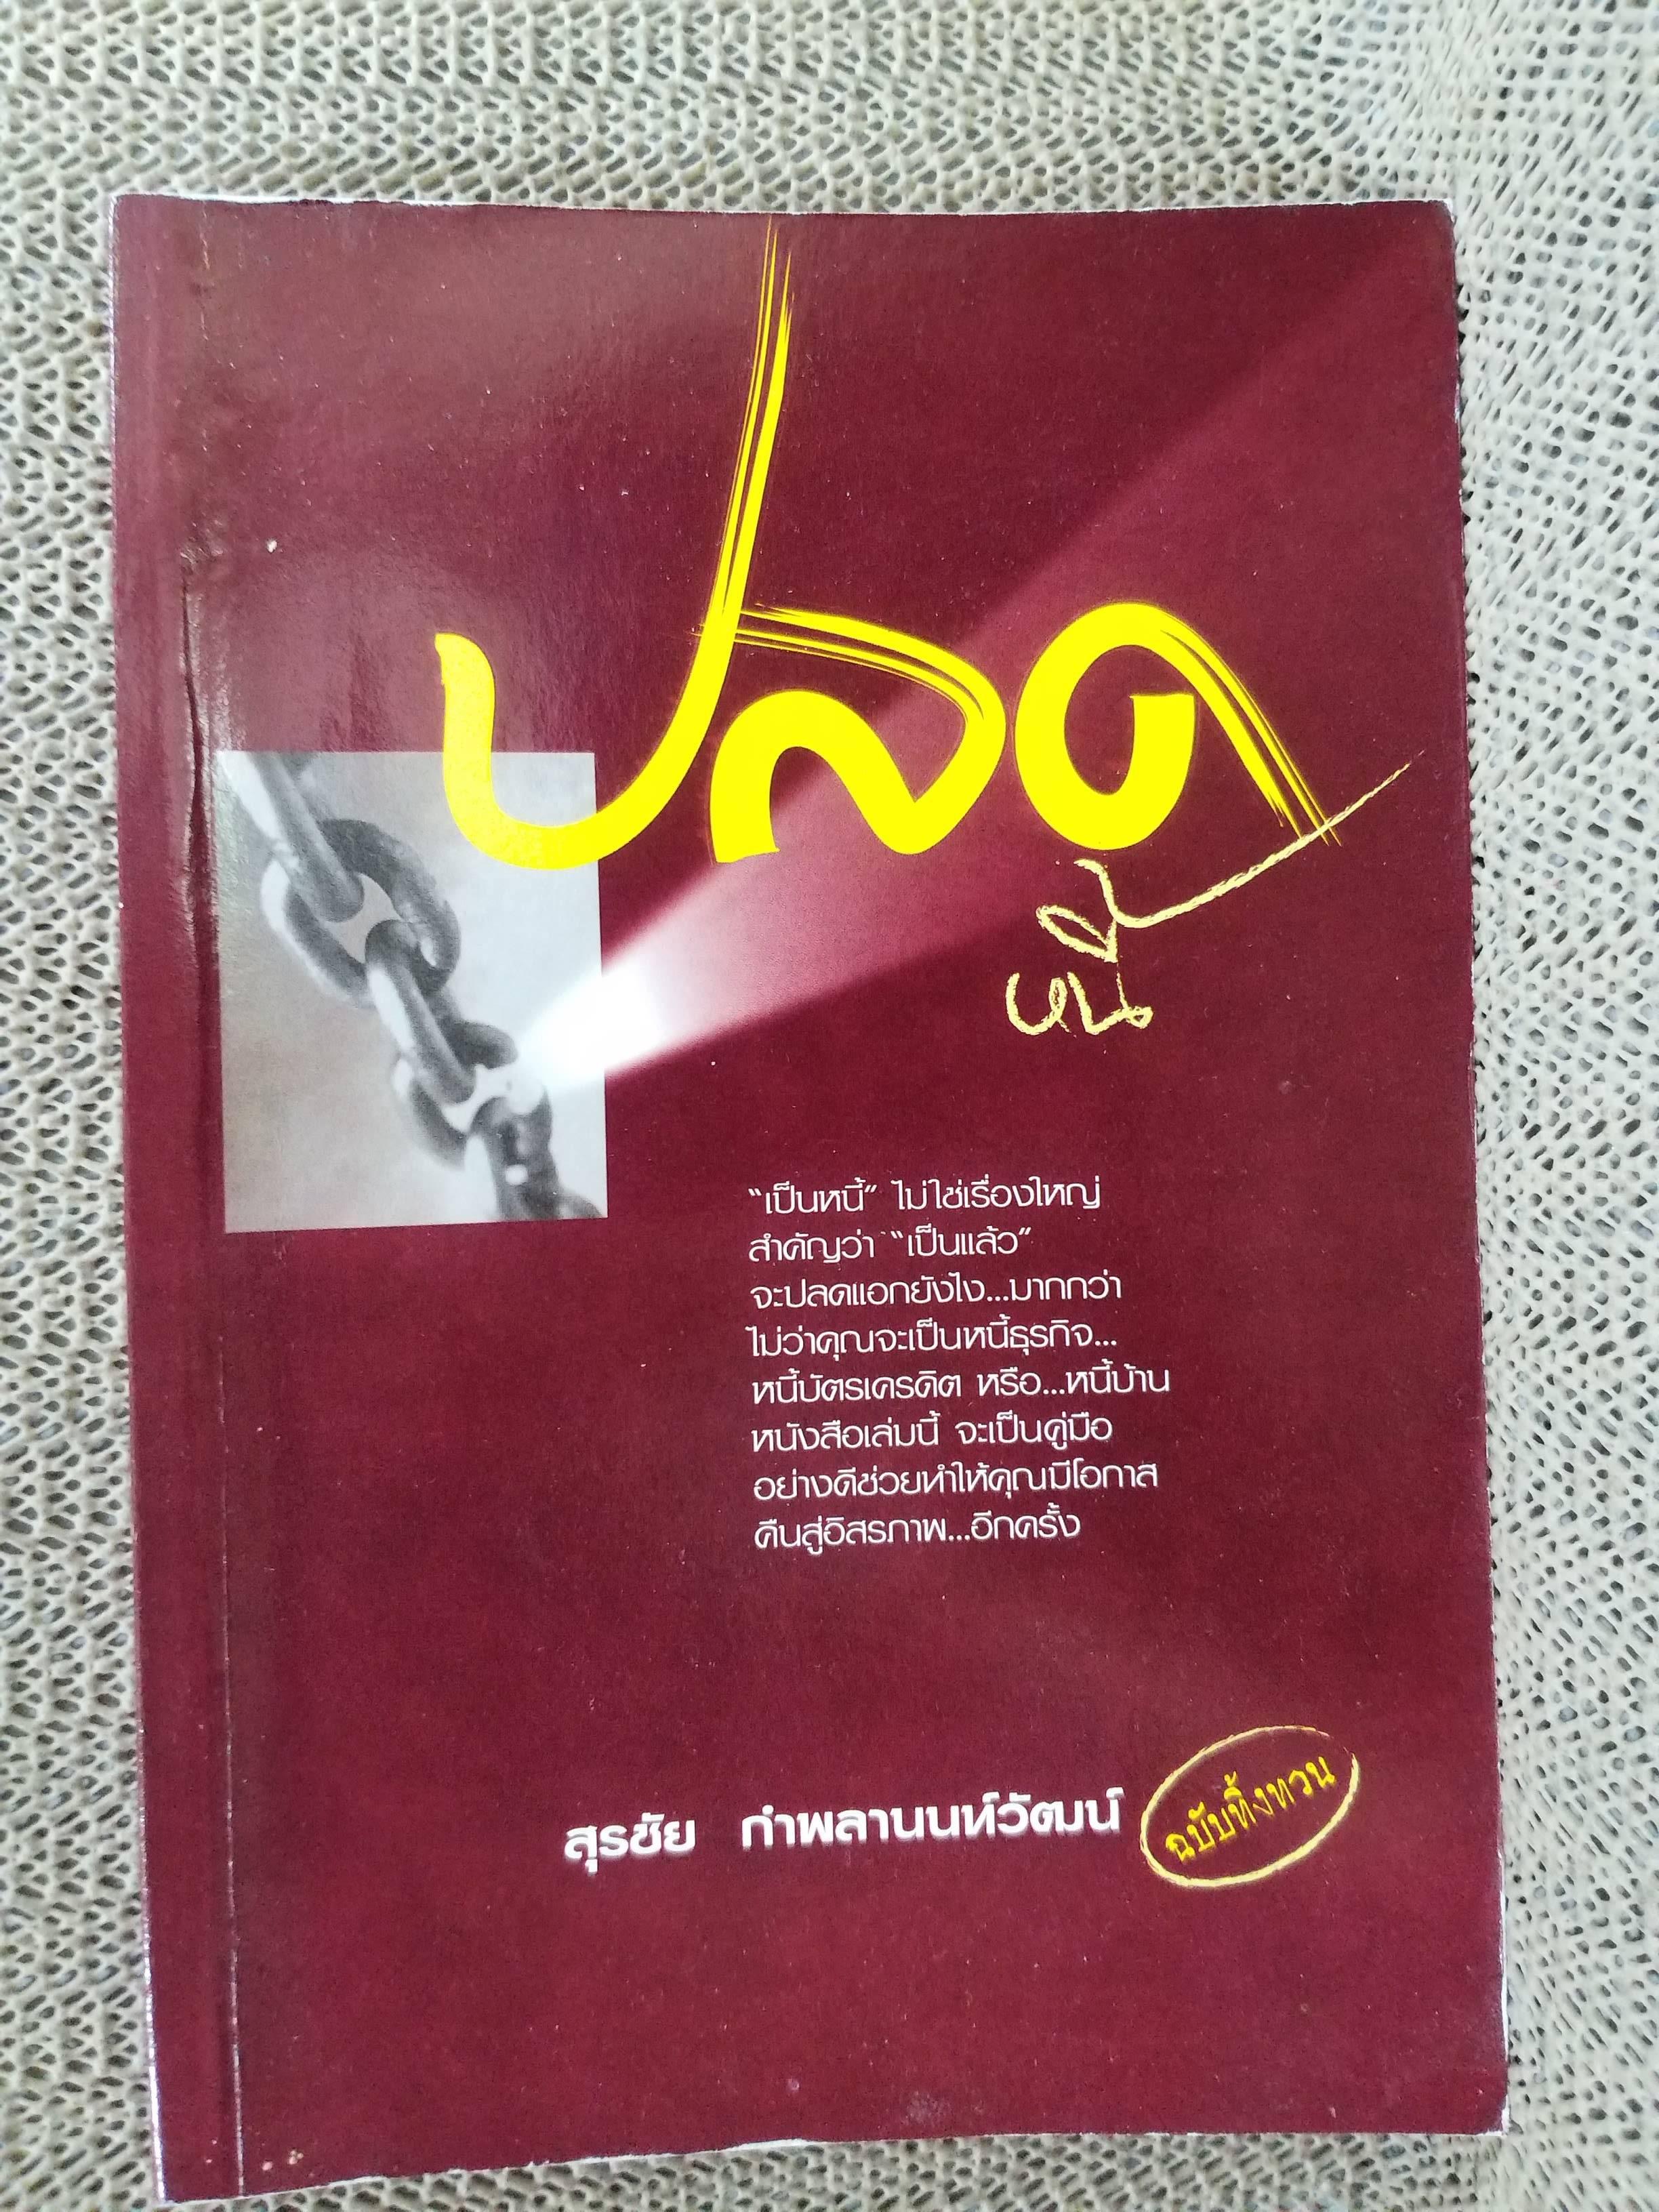 ปลด
หนี้
“เป็นหนี้” ไม่ใช่เรื่องใหญ่
สำคัญว่า “เป็นแล้ว”
จะปลดแอกยังไง...มากกว่า
ไม่ว่าคุณจะเป็นหนี้ธุรกิจ...
หนี้บัตรเครดิต หรือ...หนี้บ้าน
หนังสือเล่มนี้ จะเป็นคู่มือ
อย่างดีช่วยทำให้คุณมีโอกาส
คืนสู่อิสรภาพ...อีกครั้ง
สุรชัย กำพลานนท์วัฒน์
ฉบับทิ้งทวน